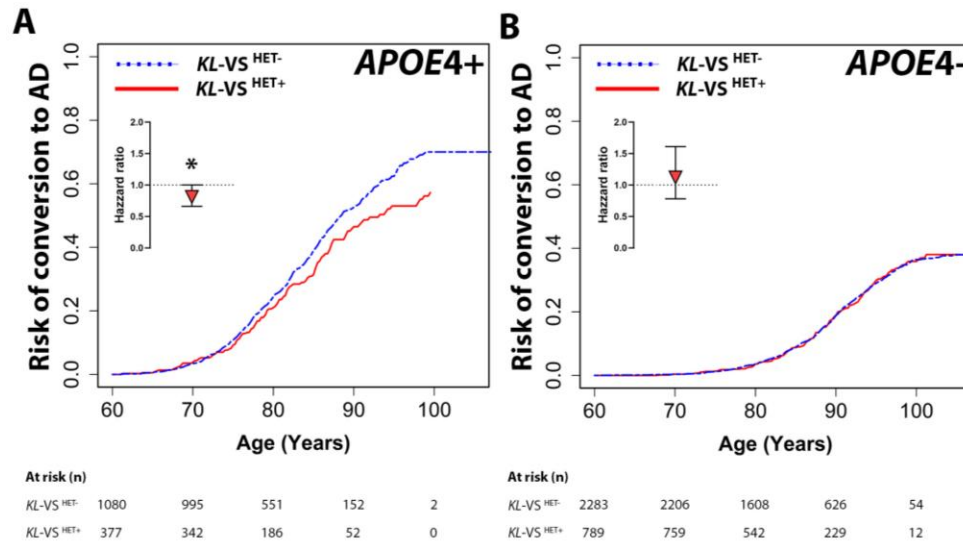 A
APOE4+
KL-VS HET-
KL-VS HET+
Risk of conversion to AD
1.0
0.8
0.6
0.4
0.2
0.0
Hazzard ratio
2.0
1.5
1.0
0.5
0.0
*
60 70 80 90 100
Age (Years)
At risk (n)
KL-VS HET- 1080 995 551 152 2
KL-VS HET+ 377 342 186 52 0
B
APOE4-
KL-VS HET-
KL-VS HET+
Risk of conversion to AD
1.0
0.8
0.6
0.4
0.2
0.0
Hazzard ratio
2.0
1.5
1.0
0.5
0.0
60 70 80 90 100
Age (Years)
At risk (n)
KL-VS HET- 2283 2206 1608 626 54
KL-VS HET+ 789 759 542 229 12